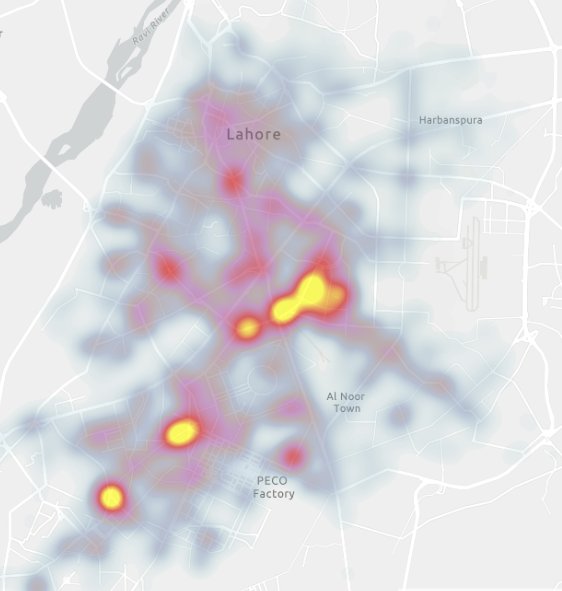 Ravi River
Lahore
Harbanspura
Al Noor
Town
PECO
Factory